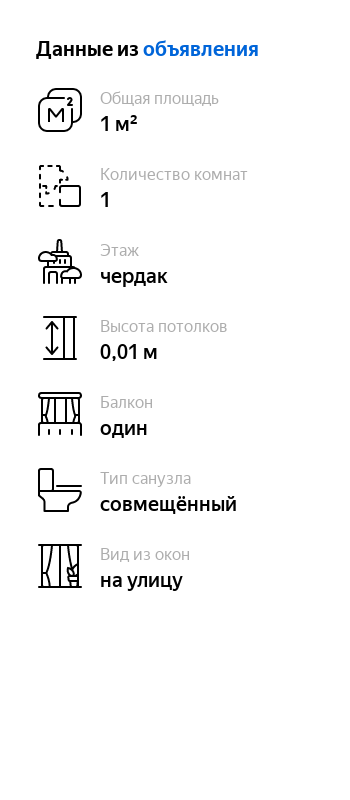 Данные из объявления
M²
Общая площадь
1 м²
Количество комнат
1
Этаж
чердак
Высота потолков
0,01 м
Балкон
один
Тип санузла
совмещённый
Вид из окон
на улицу